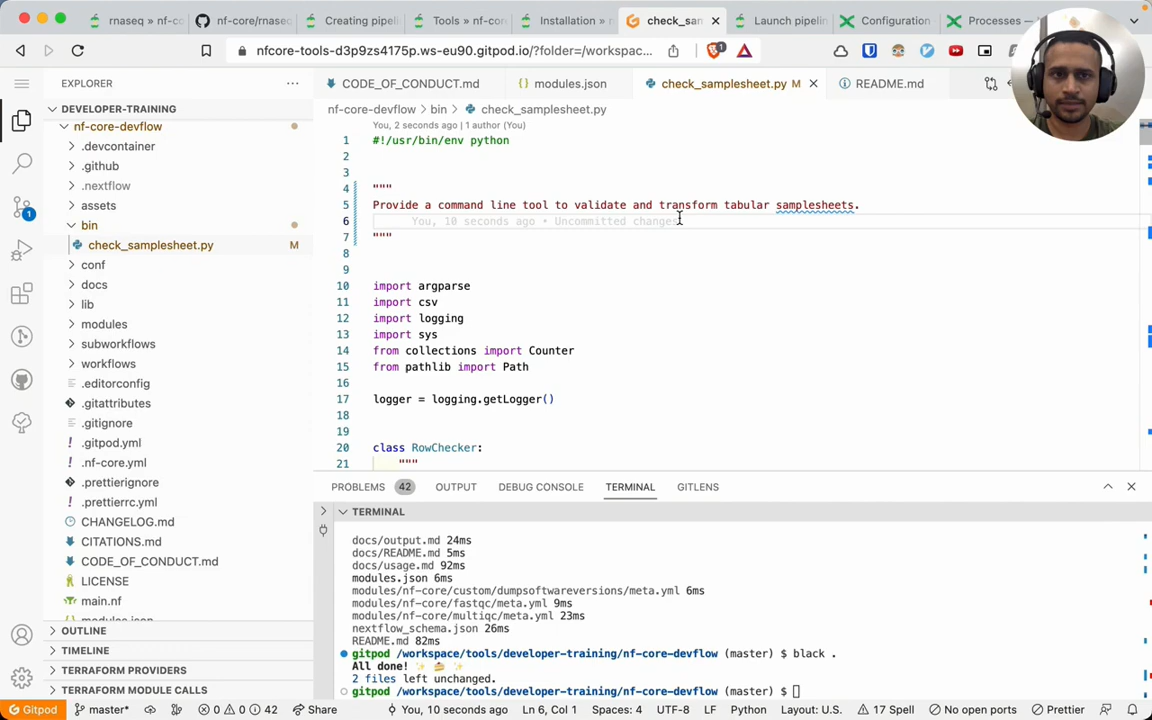 rnaseq » nf-co
nf-core/rnase
Creating pipel
Tools » nf-cor
Installation » n
check_sam
Launch pipelin
Configuration
Processes —
nfcore-tools-d3p9zs4175p.ws-eu90.gitpod.io/?folder=/workspac...
1
EXPLORER
DEVELOPER-TRAINING
nf-core-devflow
.devcontainer
.github
.nextflow
assets
bin
check_samplesheet.py M
conf
docs
lib
modules
subworkflows
workflows
.editorconfig
.gitattributes
.gitignore
.gitpod.yml
.nf-core.yml
.prettierignore
.prettierrc.yml
CHANGELOG.md
CITATIONS.md
CODE_OF_CONDUCT.md
LICENSE
main.nf
modules.json
OUTLINE
TIMELINE
TERRAFORM PROVIDERS
TERRAFORM MODULE CALLS
1
CODE_OF_CONDUCT.md
{ } modules.json
check_samplesheet.py M
README.md
nf-core-devflow > bin > check_samplesheet.py
You, 2 seconds ago | 1 author (You)
1 #!/usr/bin/env python
2
3
4 """
5 Provide a command line tool to validate and transform tabular samplesheets.
6 You, 10 seconds ago • Uncommitted changes
7 """
8
9
10 import argparse
11 import csv
12 import logging
13 import sys
14 from collections import Counter
15 from pathlib import Path
16
17 logger = logging.getLogger()
18
19
20 class RowChecker:
21 """
PROBLEMS 42 OUTPUT DEBUG CONSOLE TERMINAL GITLENS
TERMINAL
docs/output.md 24ms
docs/README.md 5ms
docs/usage.md 92ms
modules.json 6ms
modules/nf-core/custom/dumpsoftwareversions/meta.yml 6ms
modules/nf-core/fastqc/meta.yml 9ms
modules/nf-core/multiqc/meta.yml 23ms
nextflow_schema.json 26ms
README.md 82ms
gitpod /workspace/tools/developer-training/nf-core-devflow (master) $ black .
All done! ✨ 🍰 ✨
2 files left unchanged.
gitpod /workspace/tools/developer-training/nf-core-devflow (master) $
Gitpod master* 0 0 42 Share You, 10 seconds ago Ln 6, Col 1 Spaces: 4 UTF-8 LF Python Layout: U.S. 17 Spell No open ports Prettier